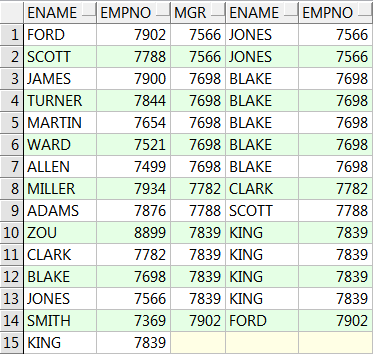 ENAME EMPNO MGR ENAME EMPNO
1 FORD 7902 7566 JONES 7566
2 SCOTT 7788 7566 JONES 7566
3 JAMES 7900 7698 BLAKE 7698
4 TURNER 7844 7698 BLAKE 7698
5 MARTIN 7654 7698 BLAKE 7698
6 WARD 7521 7698 BLAKE 7698
7 ALLEN 7499 7698 BLAKE 7698
8 MILLER 7934 7782 CLARK 7782
9 ADAMS 7876 7788 SCOTT 7788
10 ZOU 8899 7839 KING 7839
11 CLARK 7782 7839 KING 7839
12 BLAKE 7698 7839 KING 7839
13 JONES 7566 7839 KING 7839
14 SMITH 7369 7902 FORD 7902
15 KING 7839